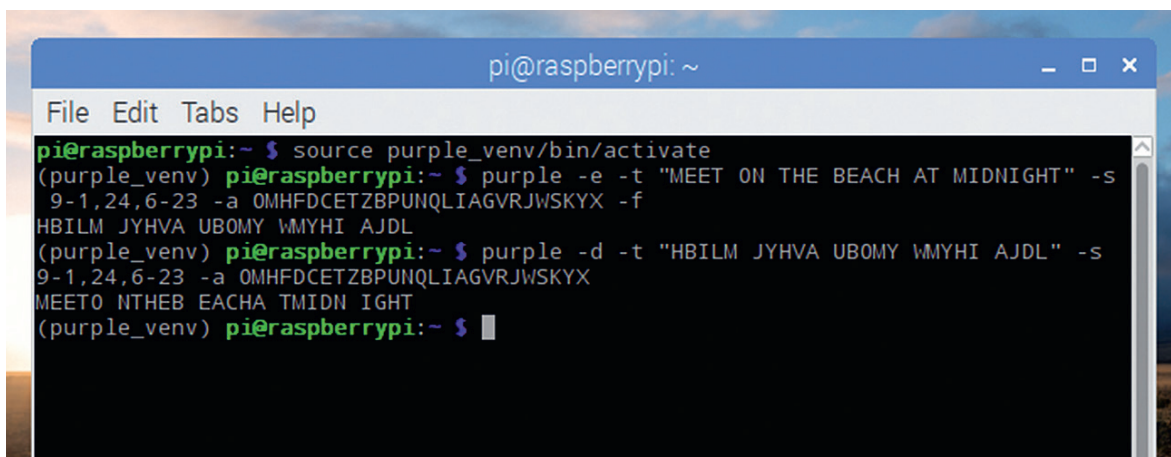 pi@raspberrypi: ~
File Edit Tabs Help
pi@raspberrypi:~ $ source purple_venv/bin/activate
(purple_venv) pi@raspberrypi:~ $ purple -e -t "MEET ON THE BEACH AT MIDNIGHT" -s
9-1,24,6-23 -a OMHFDCETZBPUNQLIAGVRJWSKYX -f
HBILM JYHVA UBOMY WMYHI AJDL
(purple_venv) pi@raspberrypi:~ $ purple -d -t "HBILM JYHVA UBOMY WMYHI AJDL" -s
9-1,24,6-23 -a OMHFDCETZBPUNQLIAGVRJWSKYX
MEETO NTHEB EACHA TMIDN IGHT
(purple_venv) pi@raspberrypi:~ $